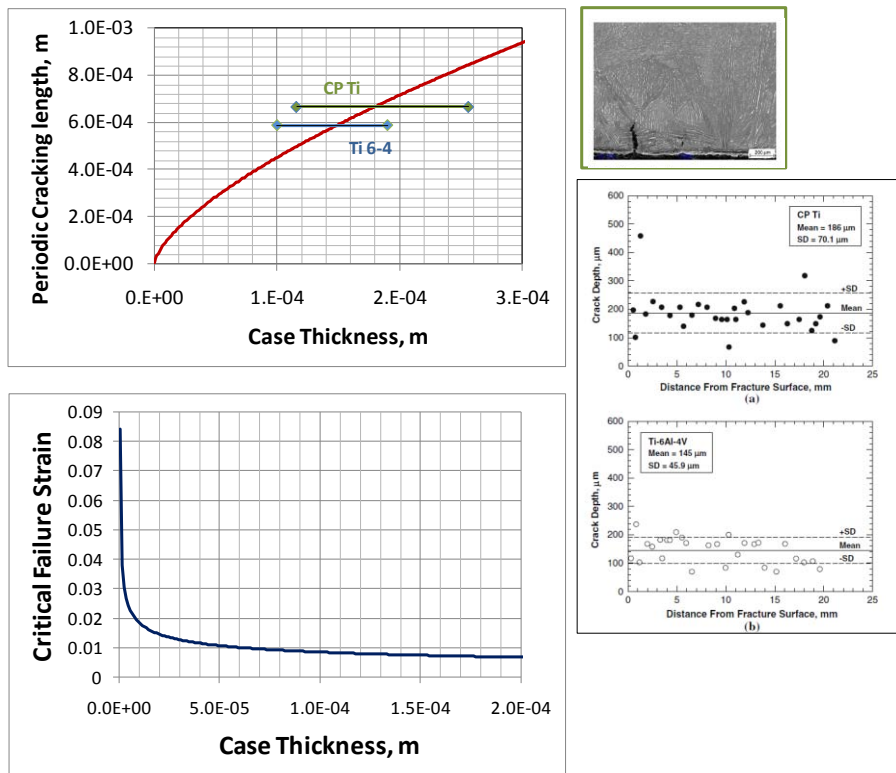 Periodic Cracking length, m
1.0E-03
8.0E-04
6.0E-04
4.0E-04
2.0E-04
0.0E+00
CP Ti
Ti 6-4
0.E+00 1.E-04 2.E-04 3.E-04
Case Thickness, m
Critical Failure Strain
0.09
0.08
0.07
0.06
0.05
0.04
0.03
0.02
0.01
0
0.0E+00 5.0E-05 1.0E-04 1.5E-04 2.0E-04
Case Thickness, m
Crack Depth, μm
600
500
400
300
200
100
0
CP Ti
Mean = 186 μm
SD = 70.1 μm
+SD
Mean
-SD
0 5 10 15 20 25
Distance From Fracture Surface, mm
(a)
Crack Depth, μm
600
500
400
300
200
100
0
Ti-6Al-4V
Mean = 145 μm
SD = 45.9 μm
+SD
Mean
-SD
0 5 10 15 20 25
Distance From Fracture Surface, mm
(b)